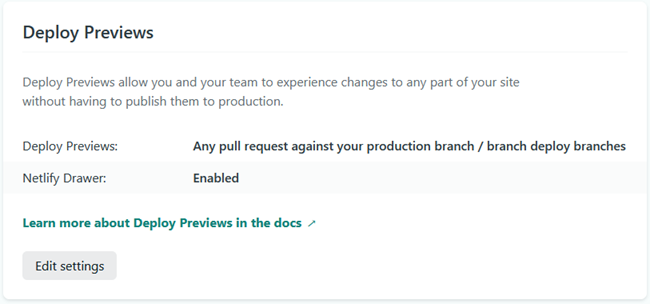 Deploy Previews
Deploy Previews allow you and your team to experience changes to any part of your site
without having to publish them to production.
Deploy Previews: Any pull request against your production branch / branch deploy branches
Netlify Drawer: Enabled
Learn more about Deploy Previews in the docs ↗
Edit settings